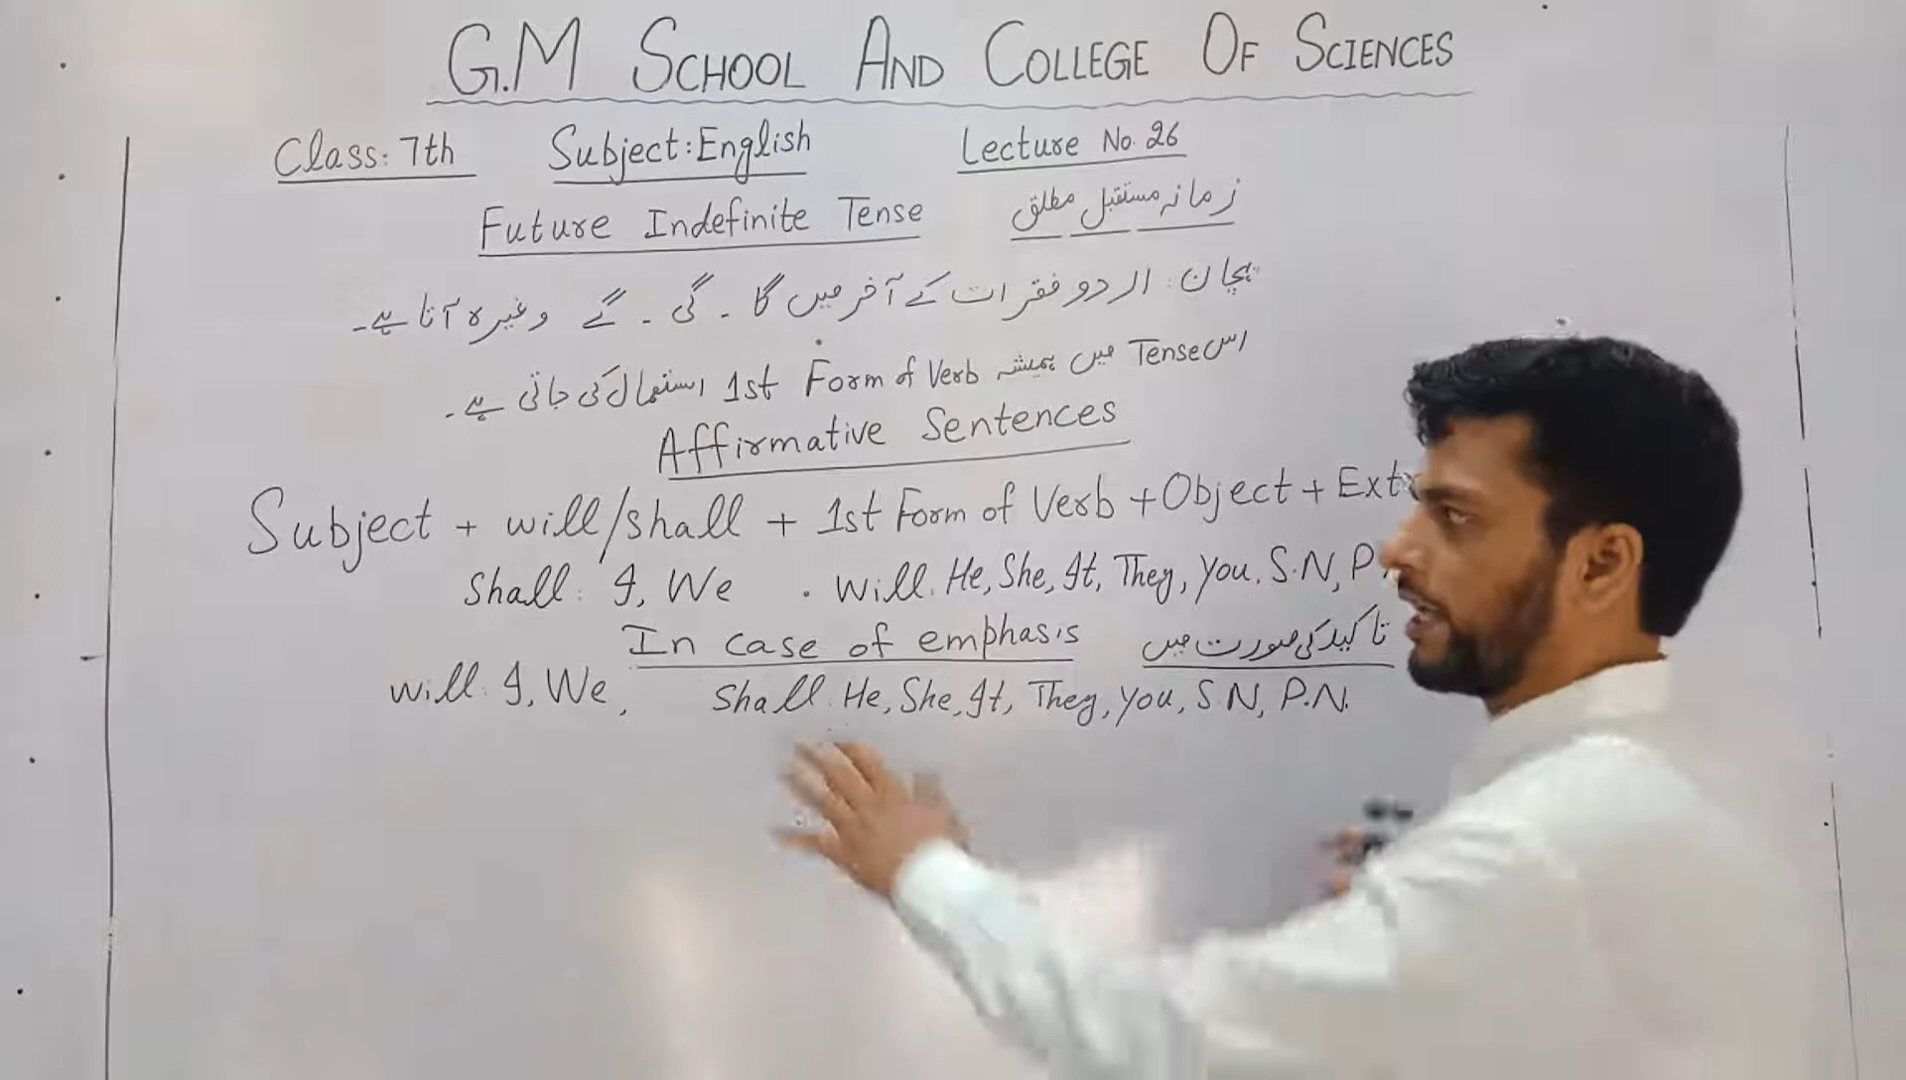 G.M SCHOOL AND COLLEGE OF SCIENCES
Class: 7th Subject: English Lecture No. 26
Future Indefinite Tense زمانہ مستقبل مطلق
پہچان: اردو فقرات کے آخر میں گا ۔ گی ۔ گے وغیرہ آتا ہے۔
اس Tense میں ہمیشہ 1st Form of Verb استعمال کی جاتی ہے۔
Affirmative Sentences
Subject + will/shall + 1st Form of Verb + Object + Ext
Shall: I, We . Will: He, She, It, They, You, S.N, P.
In case of emphasis تاکید کی صورت میں
will: I, We, Shall: He, She, It, They, You, S.N, P.N.